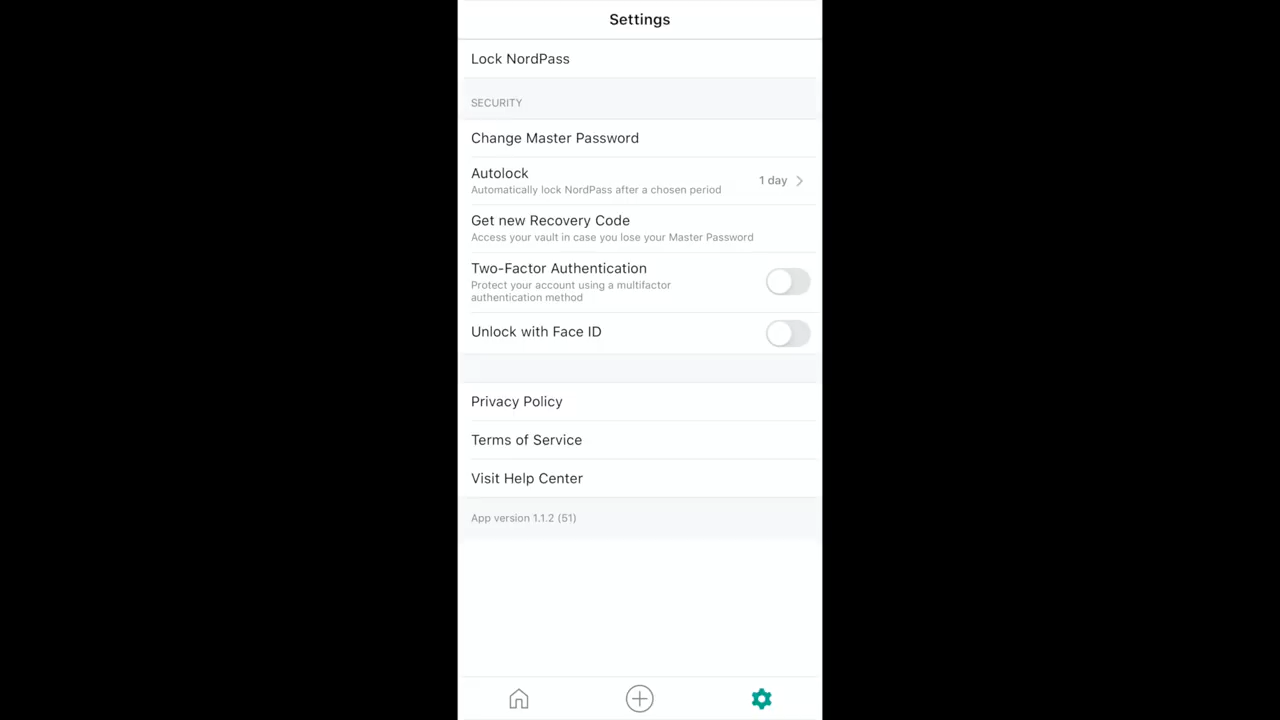 Settings
Lock NordPass
SECURITY
Change Master Password
Autolock
Automatically lock NordPass after a chosen period
1 day
Get new Recovery Code
Access your vault in case you lose your Master Password
Two-Factor Authentication
Protect your account using a multifactor
authentication method
Unlock with Face ID
Privacy Policy
Terms of Service
Visit Help Center
App version 1.1.2 (51)